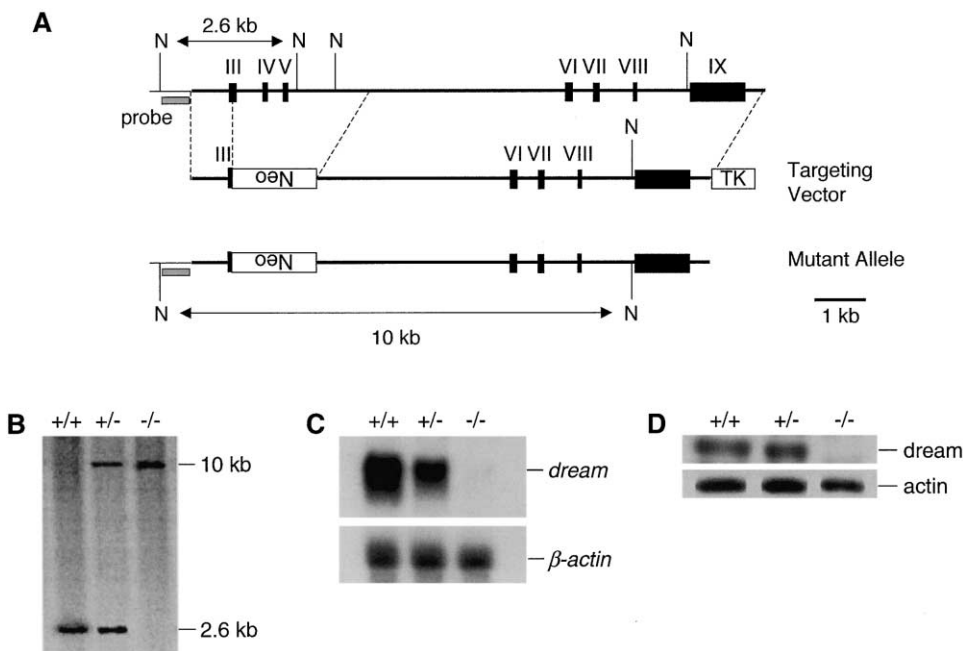 A
2.6 kb
N N N N
III IV V VI VII VIII IX
probe
N
III VI VII VIII
Neo TK
Targeting
Vector
Neo
Mutant Allele
N N
10 kb
1 kb
B
+/+ +/- -/-
10 kb
2.6 kb
C
+/+ +/- -/-
dream
β-actin
D
+/+ +/- -/-
dream
actin